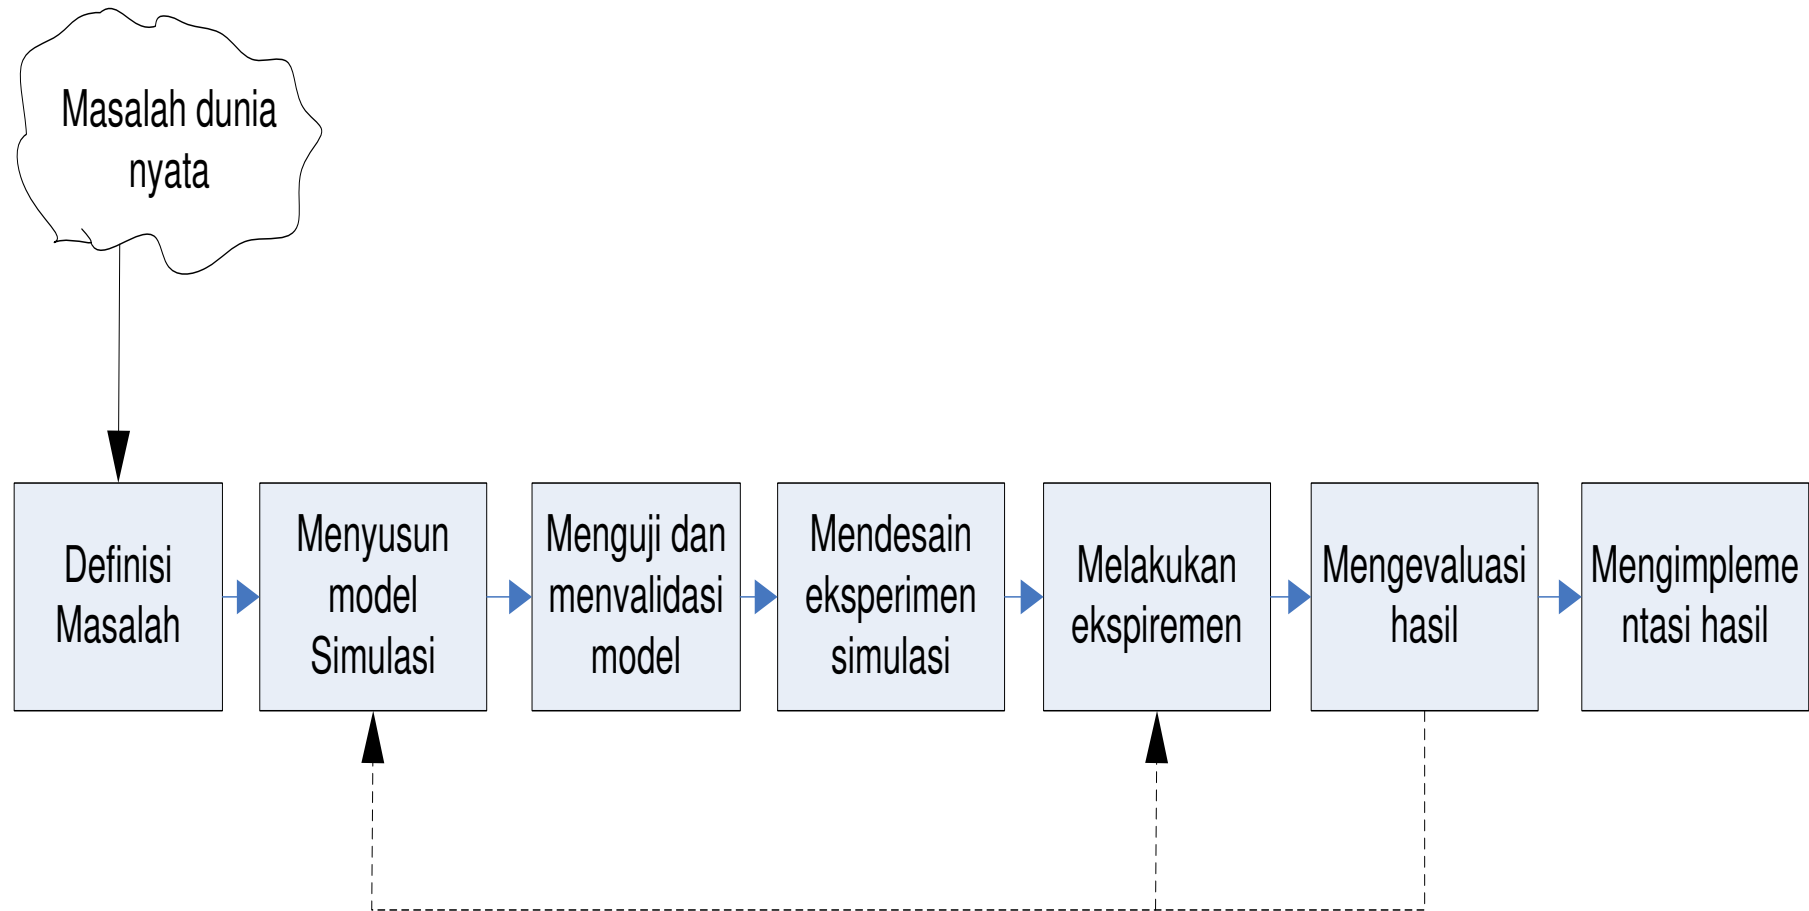 Masalah dunia
nyata
Definisi
Masalah
Menyusun
model
Simulasi
Menguji dan
menvalidasi
model
Mendesain
eksperimen
simulasi
Melakukan
ekspiremen
Mengevaluasi
hasil
Mengimpleme
ntasi hasil